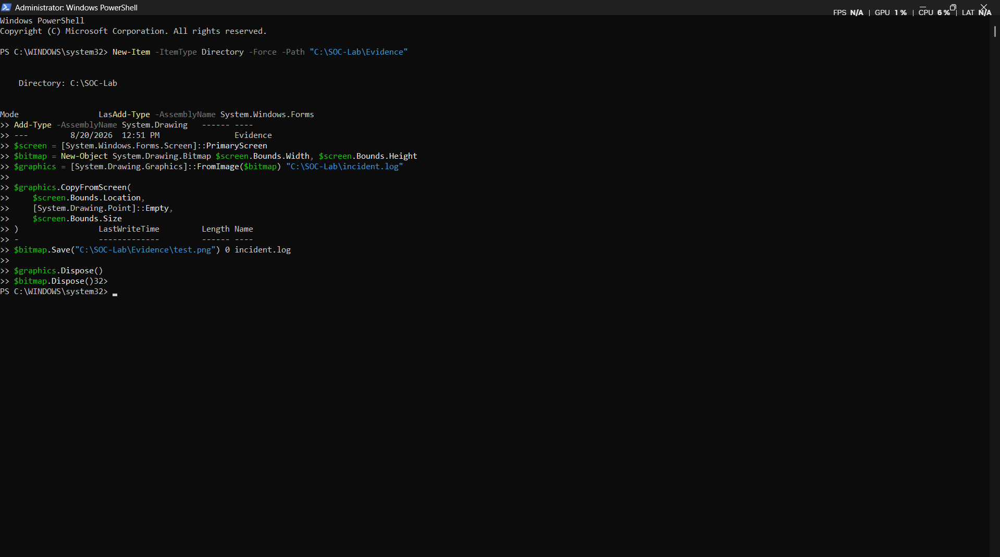 Administrator: Windows PowerShell
FPS N/A | GPU 1 % | CPU 6 % | LAT N/A
Windows PowerShell
Copyright (C) Microsoft Corporation. All rights reserved.
PS C:\WINDOWS\system32> New-Item -ItemType Directory -Force -Path "C:\SOC-Lab\Evidence"
    Directory: C:\SOC-Lab
Mode                 LasAdd-Type -AssemblyName System.Windows.Forms
>> Add-Type -AssemblyName System.Drawing   ------ ----
>> ---         8/20/2026  12:51 PM                Evidence
>> $screen = [System.Windows.Forms.Screen]::PrimaryScreen
>> $bitmap = New-Object System.Drawing.Bitmap $screen.Bounds.Width, $screen.Bounds.Height
>> $graphics = [System.Drawing.Graphics]::FromImage($bitmap) "C:\SOC-Lab\incident.log"
>>
>> $graphics.CopyFromScreen(
>>     $screen.Bounds.Location,
>>     [System.Drawing.Point]::Empty,
>>     $screen.Bounds.Size
>> )                 LastWriteTime         Length Name
>> -                 -------------         ------ ----
>> $bitmap.Save("C:\SOC-Lab\Evidence\test.png") 0 incident.log
>>
>> $graphics.Dispose()
>> $bitmap.Dispose()32>
PS C:\WINDOWS\system32>